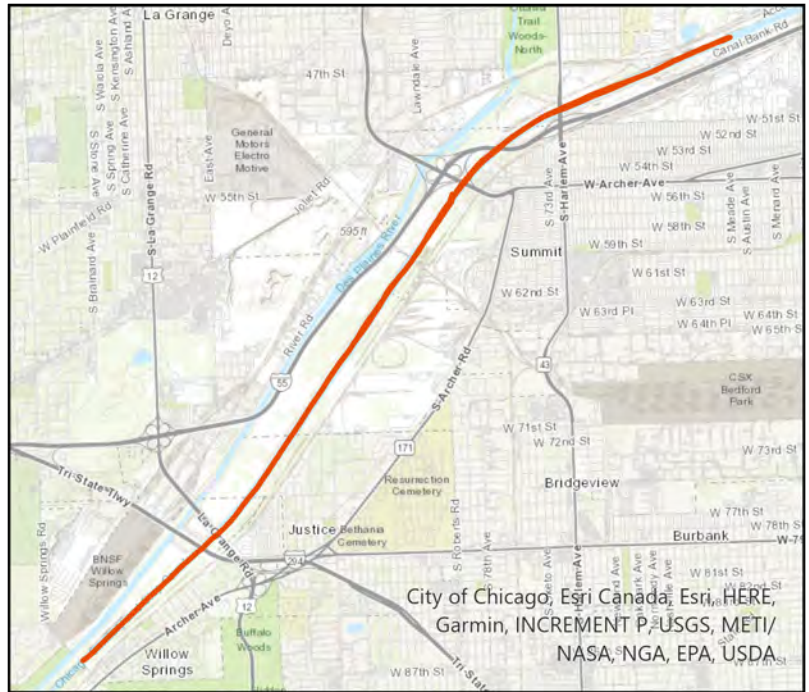 La Grange
Deyo Ave
S Waiola Ave
S Kensington Ave
S Ashland Ave
S Stone Ave
S Spring Ave
S Catherine Ave
47th St
Lawndale Ave
Ottawa
Trail
Woods-
North
Canal-Bank-Rd
General
Motors
Electro
Motive
East-Ave
W 51st St
W 52nd St
W 53rd St
W 54th St
W 55th St
Joliet Rd
W Plainfield Rd
S-La Grange Rd
S Brainard Ave
595 ft
Des Plaines River
River Rd
W-Archer-Ave
S 73rd Ave
S-Harlem-Ave
W 56th St
W 58th St
S Meade Ave
S Austin Ave
S Menard Ave
Summit
W 59th St
12
W 61st St
W 62nd St
W 63rd St
W 63rd Pl
W 64th St
W 64th Pl
W 65th S
55
43
S-Archer-Rd
CSX
Bedford
Park
W 71st St
W 72nd St
W 73rd St
171
Tri-State-Tlwy
Resurrection
Cemetery
Bridgeview
La Grange Rd
Justice
Bethania
Cemetery
S Roberts Rd
W 77th St
W 78th St
Burbank
W-79
294
Willow Springs Rd
BNSF
Willow
Springs
S 78th Ave
W 81st St
12
Archer-Ave
City of Chicago, Esri Canada, Esri, HERE,
Garmin, INCREMENT P, USGS, METI/
NASA, NGA, EPA, USDA
Buffalo
Woods
Willow
Springs
W 87th St
Tri-State